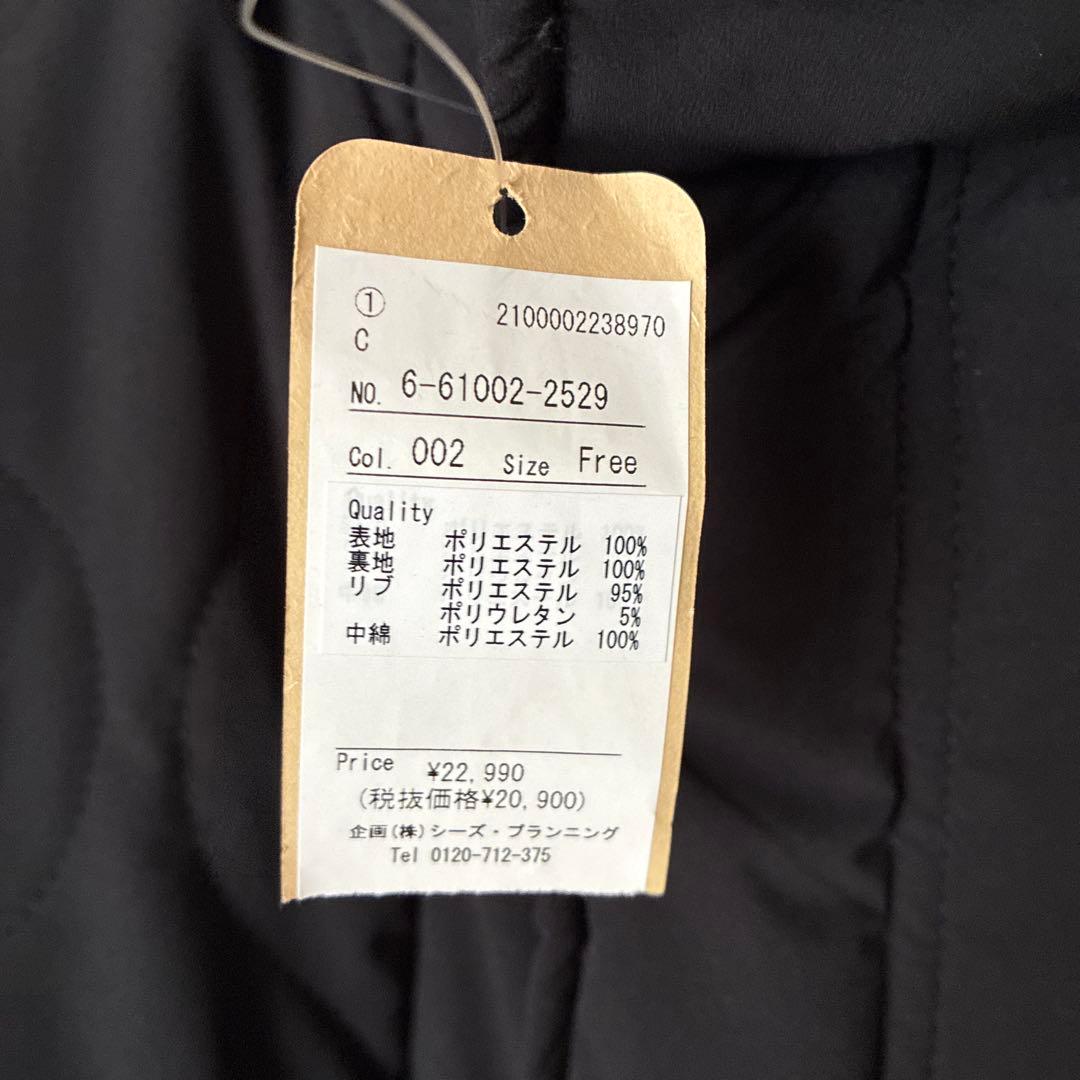 ①
2100002238970
C
NO. 6-61002-2529
Col. 002 Size Free
Quality
表地 ポリエステル 100%
裏地 ポリエステル 100%
リブ ポリエステル 95%
ポリウレタン 5%
中綿 ポリエステル 100%
Price ¥22,990
(税抜価格¥20,900)
企画(株)シーズ・プランニング
Tel 0120-712-375